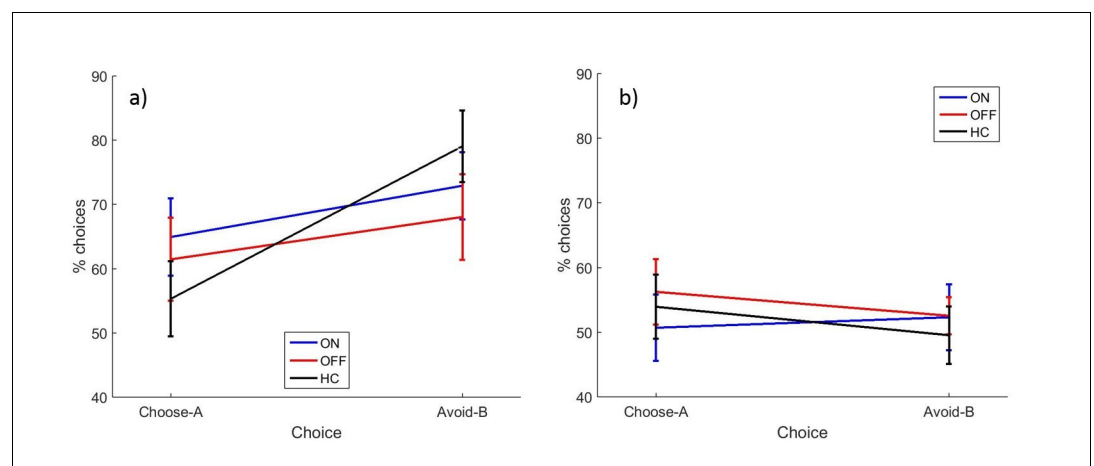 a)
% choices
90
80
70
60
50
40
ON
OFF
HC
Choose-A
Avoid-B
Choice
b)
% choices
90
80
70
60
50
40
ON
OFF
HC
Choose-A
Avoid-B
Choice